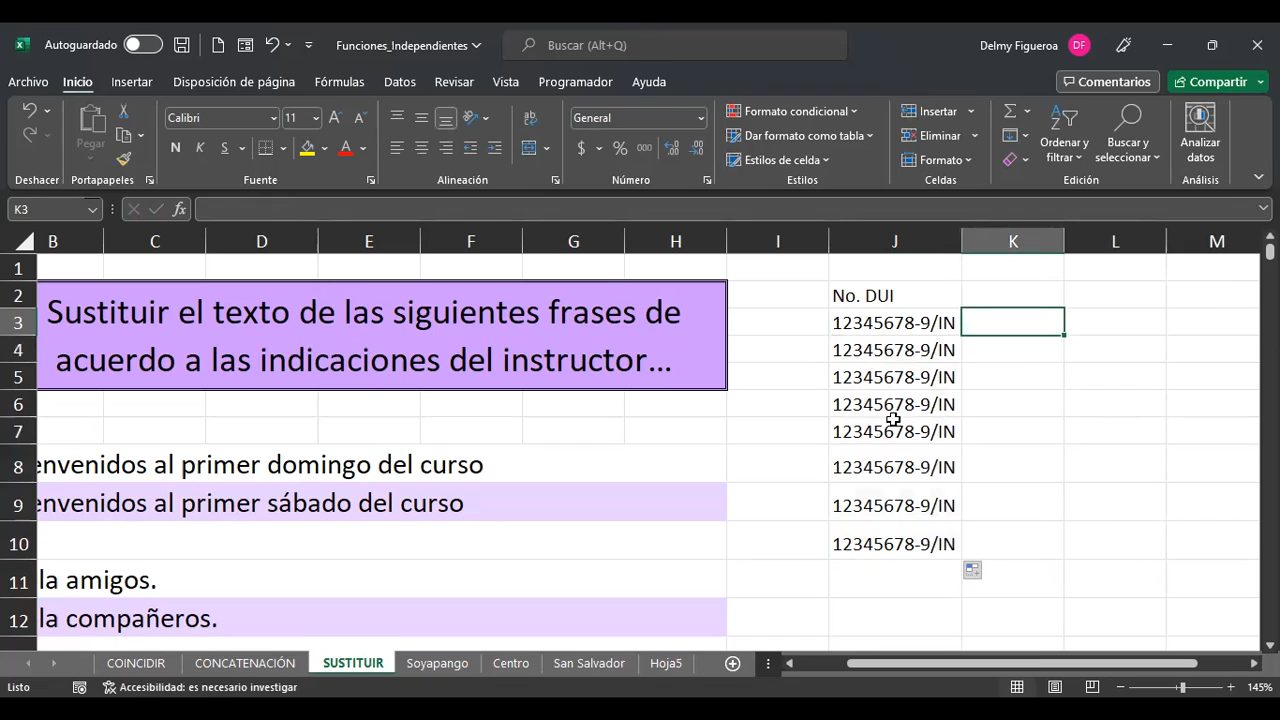 Autoguardado
Funciones_Independientes
Buscar (Alt+Q)
Delmy Figueroa
DF
Archivo Inicio Insertar Disposición de página Fórmulas Datos Revisar Vista Programador Ayuda
Comentarios
Compartir
Pegar
Calibri
11
N K S
A
General
$ % 000
Formato condicional
Dar formato como tabla
Estilos de celda
Insertar
Eliminar
Formato
Ordenar y
filtrar
Buscar y
seleccionar
Analizar
datos
Deshacer Portapapeles Fuente Alineación Número Estilos Celdas Edición Análisis
K3
fx
B C D E F G H I J K L M
1
2 No. DUI
Sustituir el texto de las siguientes frases de
3 12345678-9/IN
4 12345678-9/IN
acuerdo a las indicaciones del instructor...
5 12345678-9/IN
6 12345678-9/IN
7 12345678-9/IN
8 envenidos al primer domingo del curso 12345678-9/IN
9 envenidos al primer sábado del curso 12345678-9/IN
10 12345678-9/IN
11 la amigos.
12 la compañeros.
COINCIDIR CONCATENACIÓN SUSTITUIR Soyapango Centro San Salvador Hoja5
Listo
Accesibilidad: es necesario investigar
145%